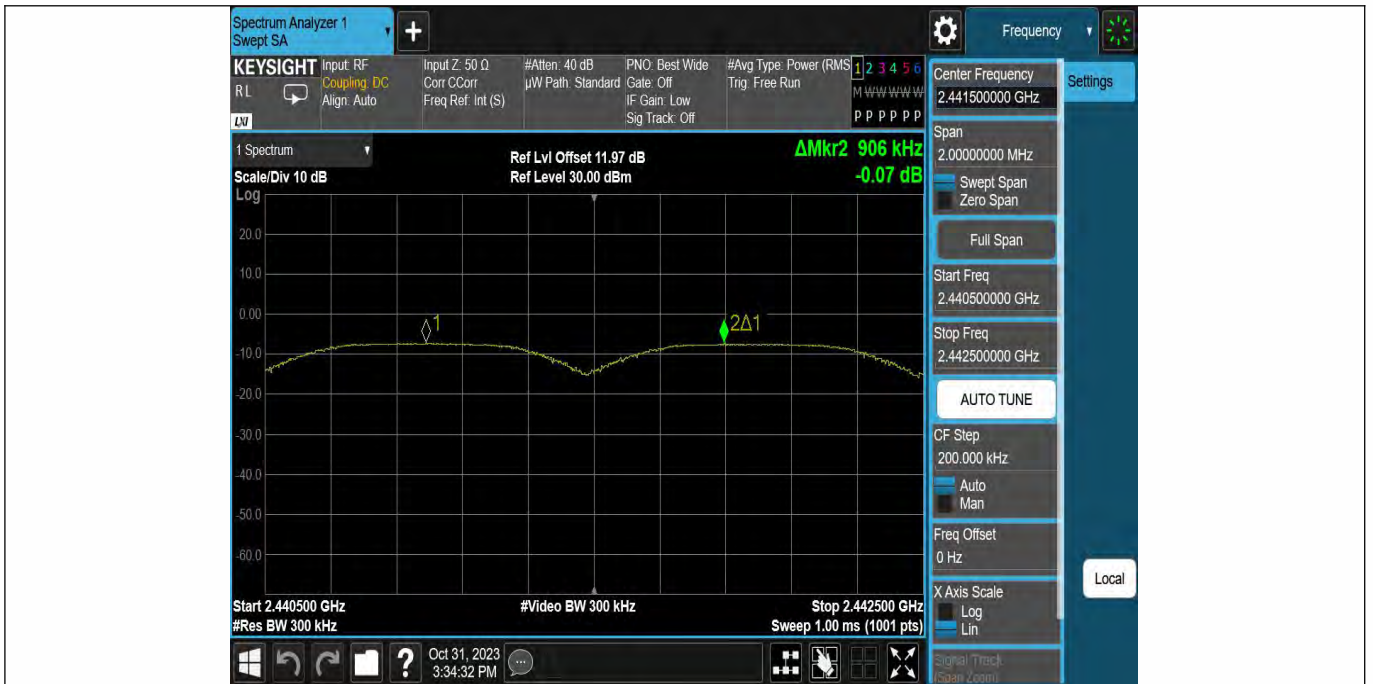 Spectrum Analyzer 1
Swept SA
+
Frequency
KEYSIGHT
RL
LXI
Input: RF
Coupling: DC
Align: Auto
Input Z: 50 Ω
Corr CCorr
Freq Ref: Int (S)
#Atten: 40 dB
µW Path: Standard
PNO: Best Wide
Gate: Off
IF Gain: Low
Sig Track: Off
#Avg Type: Power (RMS
Trig: Free Run
1 2 3 4 5 6
M W W W W W
P P P P P P
1 Spectrum
Scale/Div 10 dB
Log
Ref Lvl Offset 11.97 dB
Ref Level 30.00 dBm
ΔMkr2 906 kHz
-0.07 dB
20.0
10.0
0.00
-10.0
-20.0
-30.0
-40.0
-50.0
-60.0
1
2Δ1
Start 2.440500 GHz
#Res BW 300 kHz
#Video BW 300 kHz
Stop 2.442500 GHz
Sweep 1.00 ms (1001 pts)
Center Frequency
2.441500000 GHz
Span
2.00000000 MHz
Swept Span
Zero Span
Full Span
Start Freq
2.440500000 GHz
Stop Freq
2.442500000 GHz
AUTO TUNE
CF Step
200.000 kHz
Auto
Man
Freq Offset
0 Hz
X Axis Scale
Log
Lin
Signal Track
(Span Zoom)
Settings
Local
?
Oct 31, 2023
3:34:32 PM